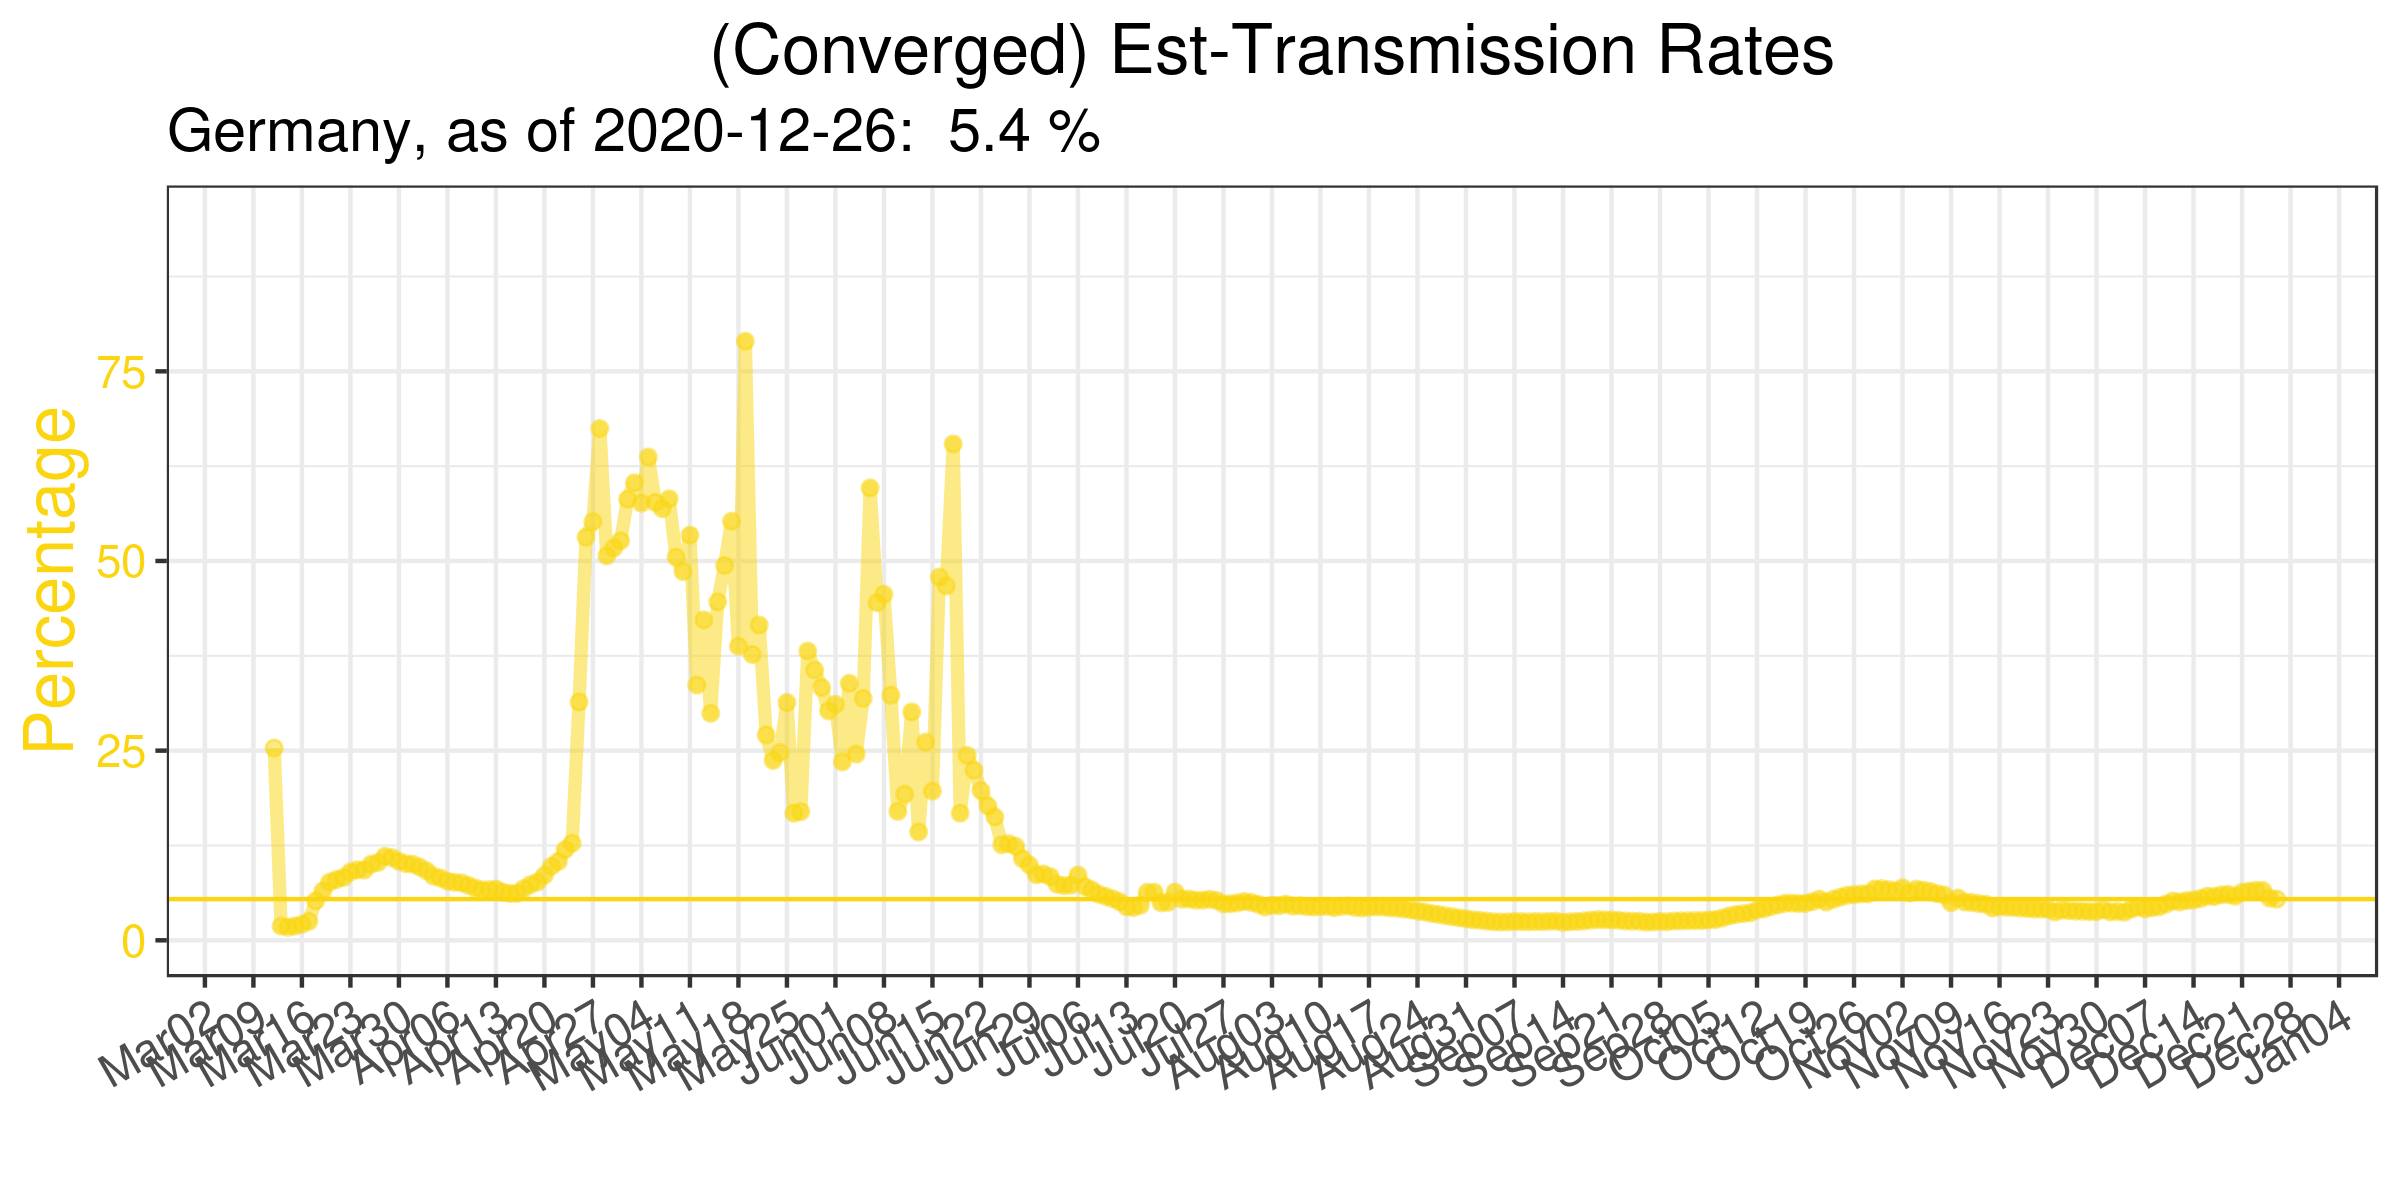 (Converged) Est-Transmission Rates
Germany, as of 2020-12-26:  5.4 %
Percentage
75
50
25
0
Mar02
Mar09
Mar16
Mar23
Mar30
Apr06
Apr13
Apr20
Apr27
May04
May11
May18
May25
Jun01
Jun08
Jun15
Jun22
Jun29
Jul06
Jul13
Jul20
Jul27
Aug03
Aug10
Aug17
Aug24
Aug31
Sep07
Sep14
Sep21
Sep28
Oct05
Oct12
Oct19
Oct26
Nov02
Nov09
Nov16
Nov23
Nov30
Dec07
Dec14
Dec21
Dec28
Jan04